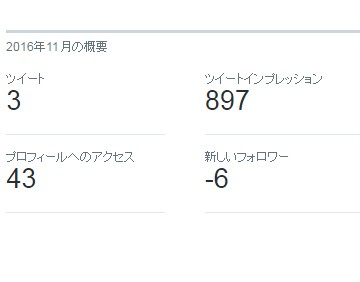 2016年11月の概要
ツイート
3
ツイートインプレッション
897
プロフィールへのアクセス
43
新しいフォロワー
-6